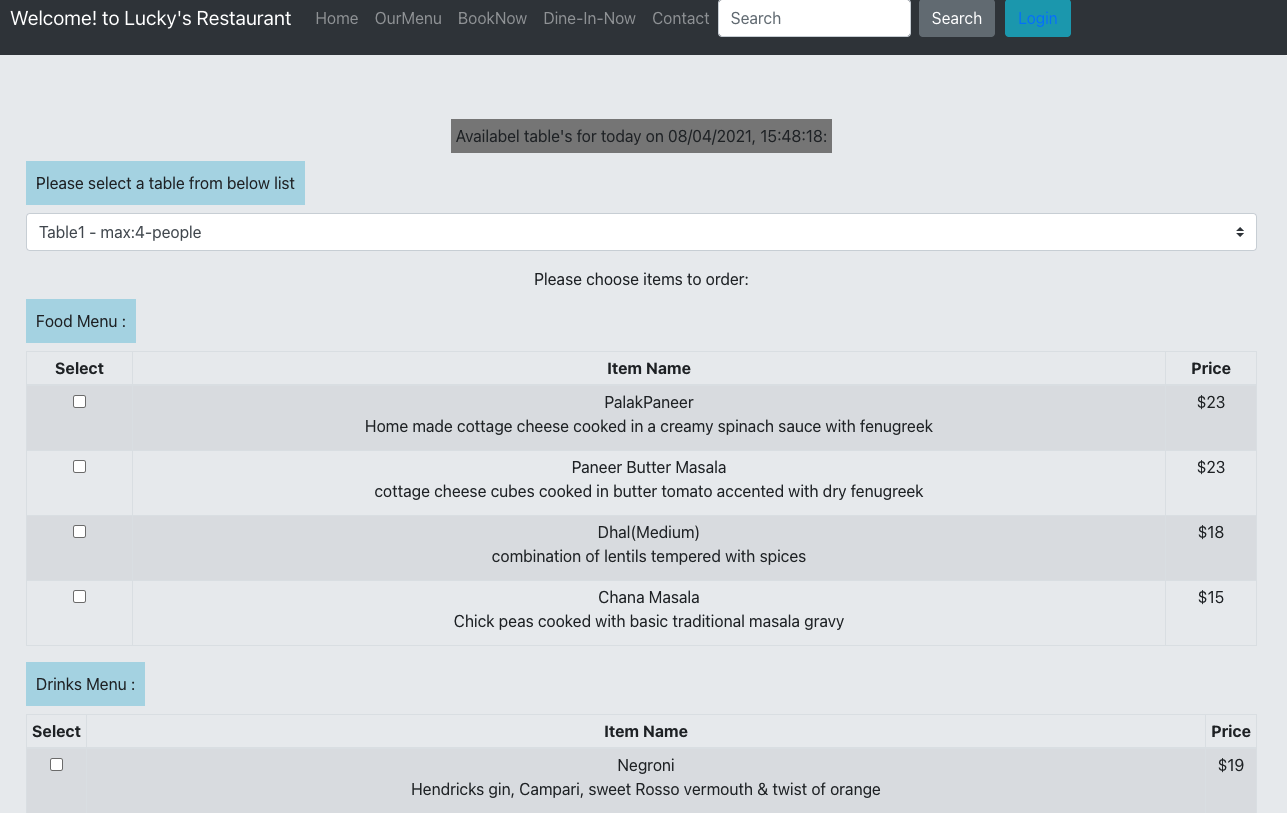 Welcome! to Lucky's Restaurant Home OurMenu BookNow Dine-In-Now Contact Search Search Login
Availabel table's for today on 08/04/2021, 15:48:18:
Please select a table from below list
Table1 - max:4-people
Please choose items to order:
Food Menu :
Select Item Name Price
PalakPaneer $23
Home made cottage cheese cooked in a creamy spinach sauce with fenugreek
Paneer Butter Masala $23
cottage cheese cubes cooked in butter tomato accented with dry fenugreek
Dhal(Medium) $18
combination of lentils tempered with spices
Chana Masala $15
Chick peas cooked with basic traditional masala gravy
Drinks Menu :
Select Item Name Price
Negroni $19
Hendricks gin, Campari, sweet Rosso vermouth & twist of orange